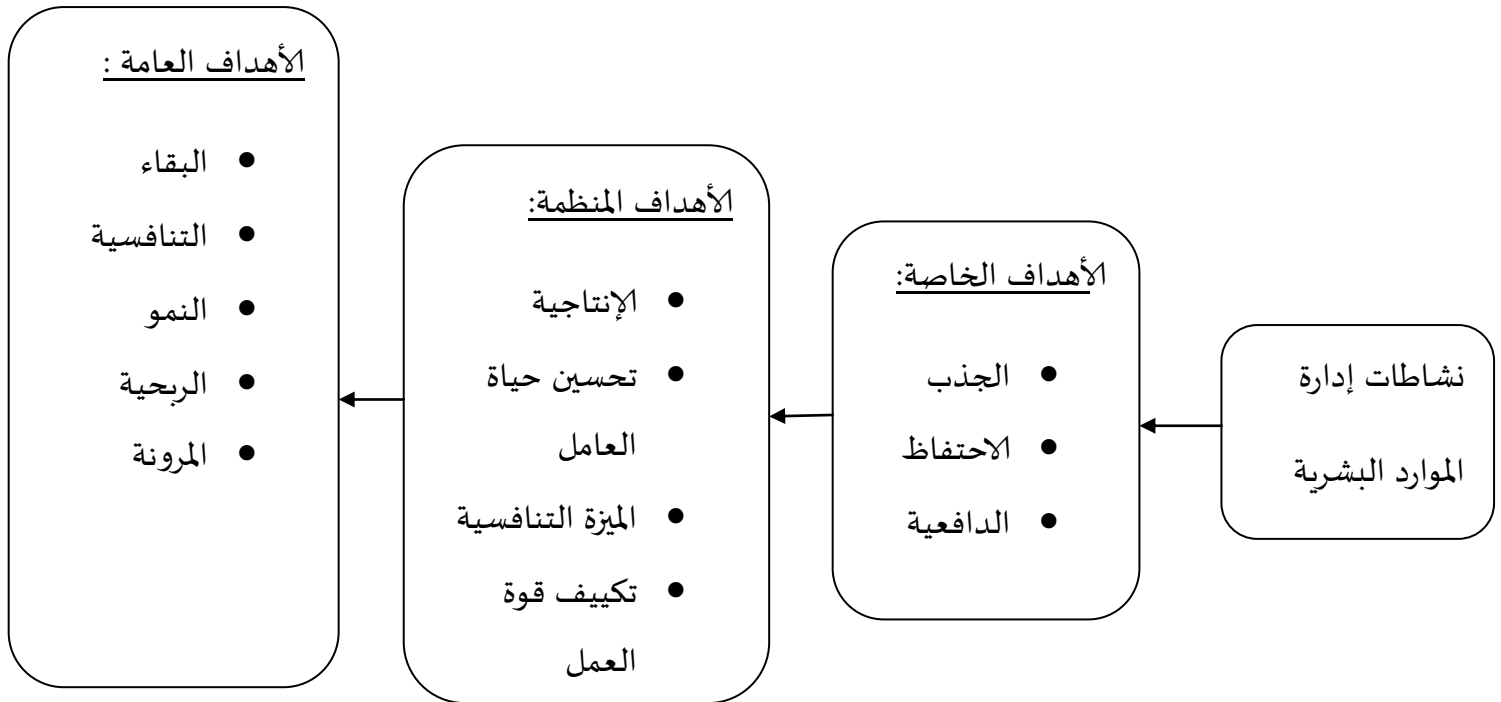 نشاطات إدارة
الموارد البشرية
الأهداف الخاصة:
الجذب
الاحتفاظ
الدافعية
الأهداف المنظمة:
الإنتاجية
تحسين حياة
العامل
الميزة التنافسية
تكييف قوة
العمل
الأهداف العامة :
البقاء
التنافسية
النمو
الربحية
المرونة